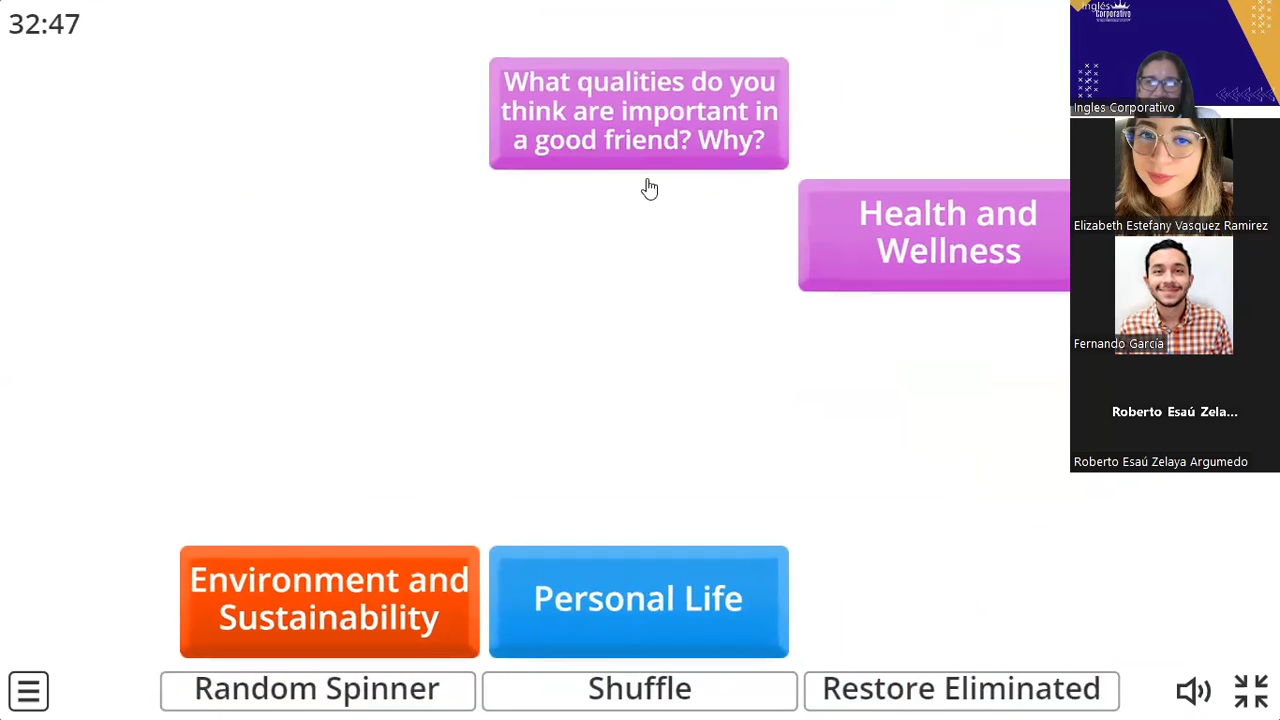 32:47
What qualities do you
think are important in
a good friend? Why?
Health and
Wellness
Environment and
Sustainability
Personal Life
Random Spinner
Shuffle
Restore Eliminated
Inglés
Corporativo
Ingles Corporativo
Elizabeth Estefany Vasquez Ramirez
Fernando García
Roberto Esaú Zela...
Roberto Esaú Zelaya Argumedo